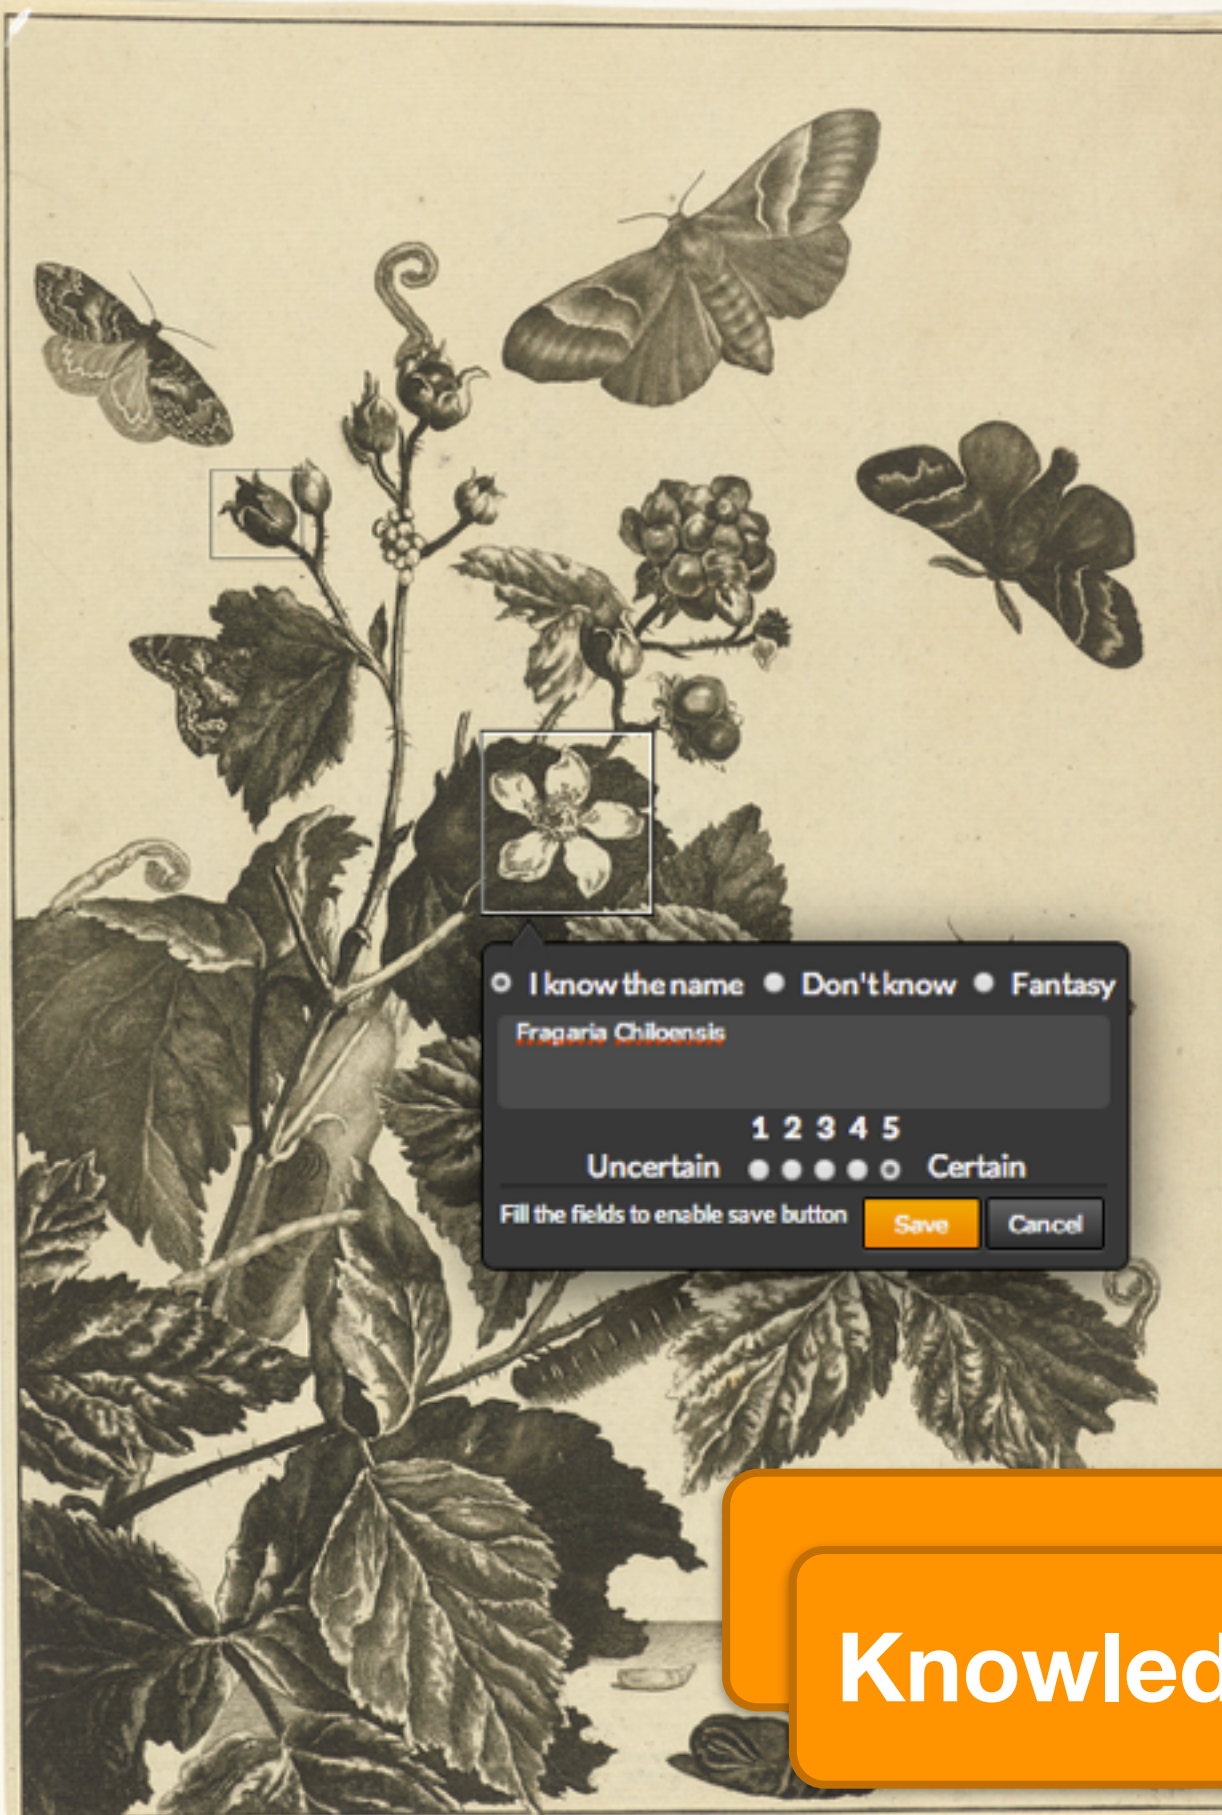 I know the name Don't know Fantasy
Fragaria Chiloensis
1 2 3 4 5
Uncertain Certain
Fill the fields to enable save button Save Cancel
Knowled